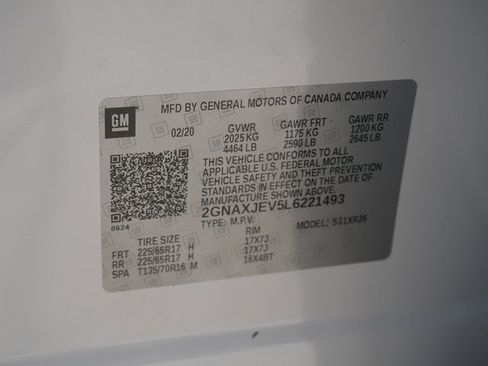 GM
MFD BY GENERAL MOTORS OF CANADA COMPANY
02/20 GVWR GAWR FRT GAWR RR
2025 KG 1175 KG 1200 KG
4464 LB 2590 LB 2645 LB
THIS VEHICLE CONFORMS TO ALL
APPLICABLE U.S. FEDERAL MOTOR
VEHICLE SAFETY AND THEFT PREVENTION
STANDARDS IN EFFECT ON THE DATE OF
MANUFACTURE SHOWN ABOVE.
2GNAXJEV5L6221493
8624 TYPE: M.P.V. MODEL: 531XR26
TIRE SIZE RIM
FRT 225/65R17 H 17X7J
RR 225/65R17 H 17X7J
SPA T135/70R16 M 16X4BT